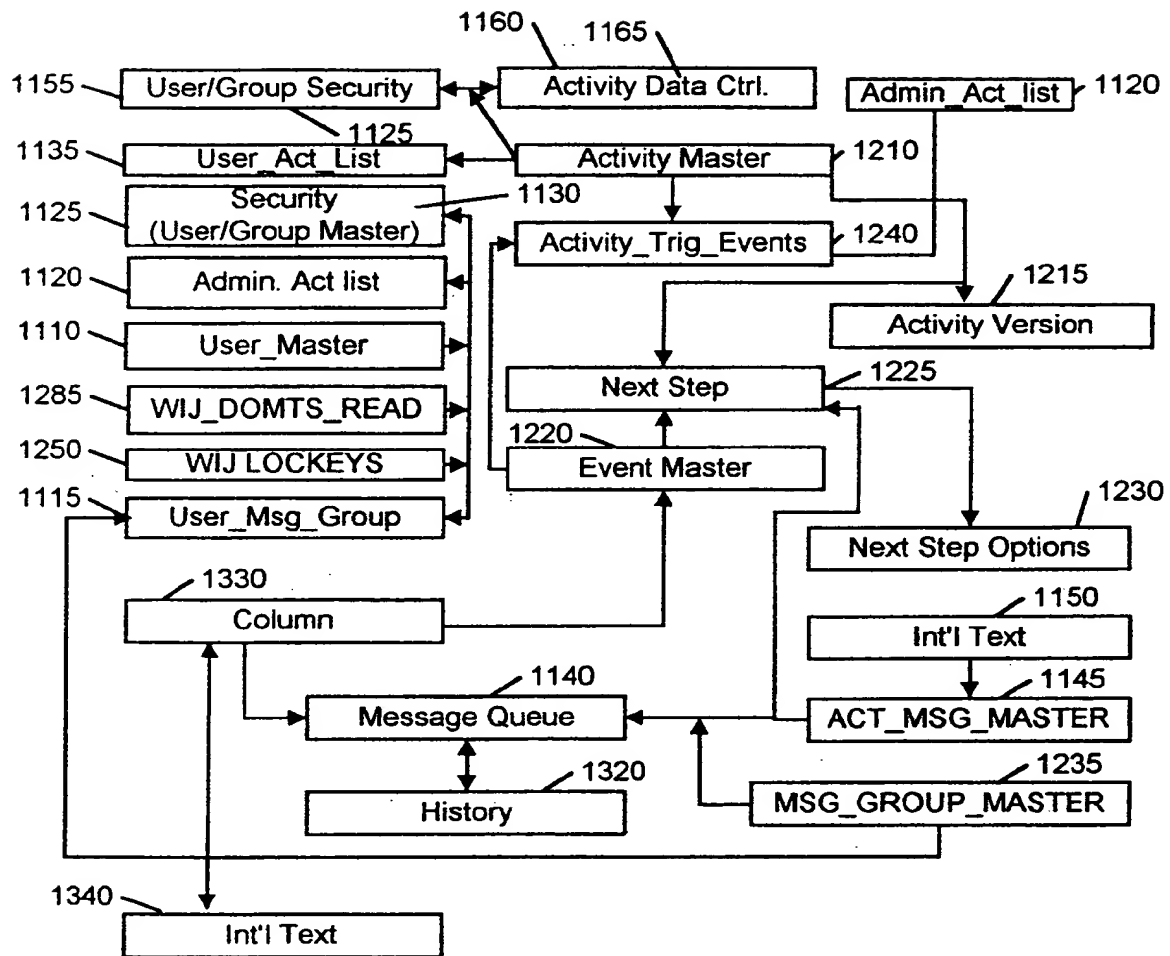 1160
1165
1155
User/Group Security
Activity Data Ctrl.
Admin_Act_list
1120
1125
1135
User_Act_List
Activity Master
1210
1130
1125
Security
(User/Group Master)
Activity_Trig_Events
1240
1120
Admin. Act list
1215
Activity Version
1110
User_Master
Next Step
1225
1285
WIJ_DOMTS_READ
1220
1250
WIJ LOCKEYS
Event Master
1115
User_Msg_Group
1230
Next Step Options
1330
Column
1150
Int'l Text
1140
Message Queue
1145
ACT_MSG_MASTER
1320
History
1235
MSG_GROUP_MASTER
1340
Int'l Text